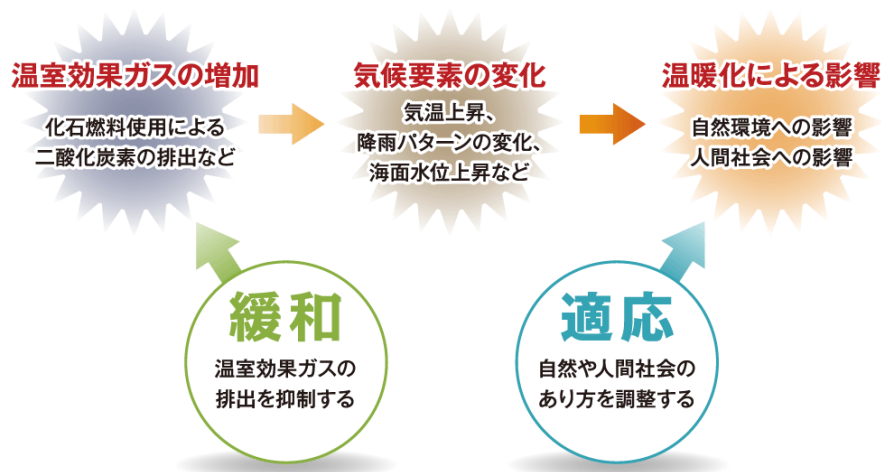 温室効果ガスの増加
化石燃料使用による
二酸化炭素の排出など
気候要素の変化
気温上昇、
降雨パターンの変化、
海面水位上昇など
温暖化による影響
自然環境への影響
人間社会への影響
緩和
温室効果ガスの
排出を抑制する
適応
自然や人間社会の
あり方を調整する